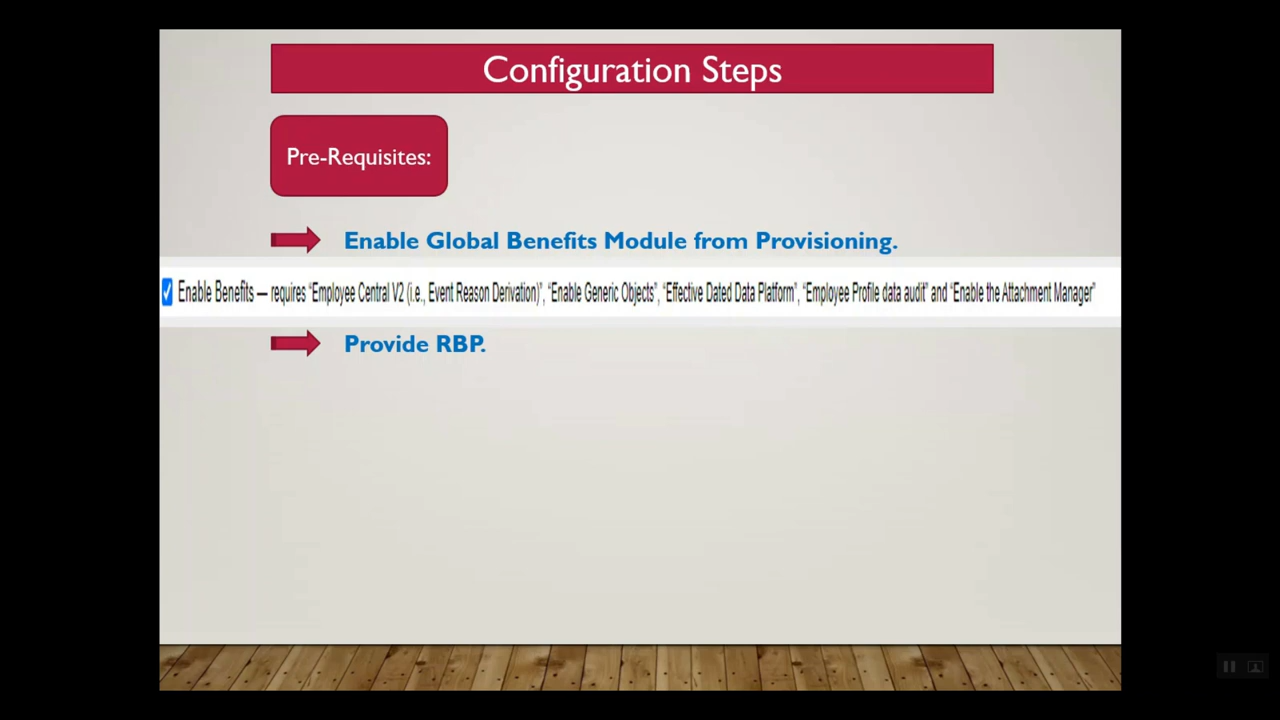 Configuration Steps
Pre-Requisites:
Enable Global Benefits Module from Provisioning.
Enable Benefits — requires “Employee Central V2 (i.e., Event Reason Derivation)”, “Enable Generic Objects”, “Effective Dated Data Platform”, “Employee Profile data audit” and “Enable the Attachment Manager”
Provide RBP.